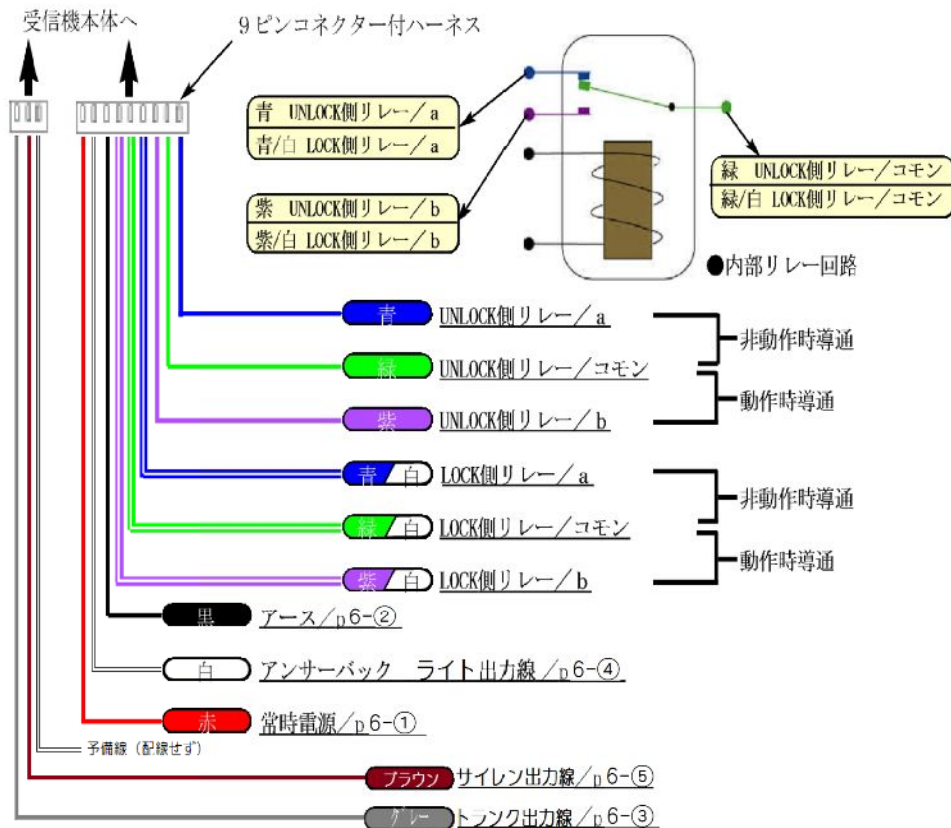 受信機本体へ
9ピンコネクター付ハーネス
青 UNLOCK側リレー/a
青/白 LOCK側リレー/a
紫 UNLOCK側リレー/b
紫/白 LOCK側リレー/b
緑 UNLOCK側リレー/コモン
緑/白 LOCK側リレー/コモン
●内部リレー回路
青 UNLOCK側リレー/a
非動作時導通
緑 UNLOCK側リレー/コモン
動作時導通
紫 UNLOCK側リレー/b
青/白 LOCK側リレー/a
非動作時導通
緑/白 LOCK側リレー/コモン
動作時導通
紫/白 LOCK側リレー/b
黒 アース/p6-②
白 アンサーバック ライト出力線/p6-④
赤 常時電源/p6-①
予備線(配線せず)
ブラウン サイレン出力線/p6-⑤
グレー トランク出力線/p6-③